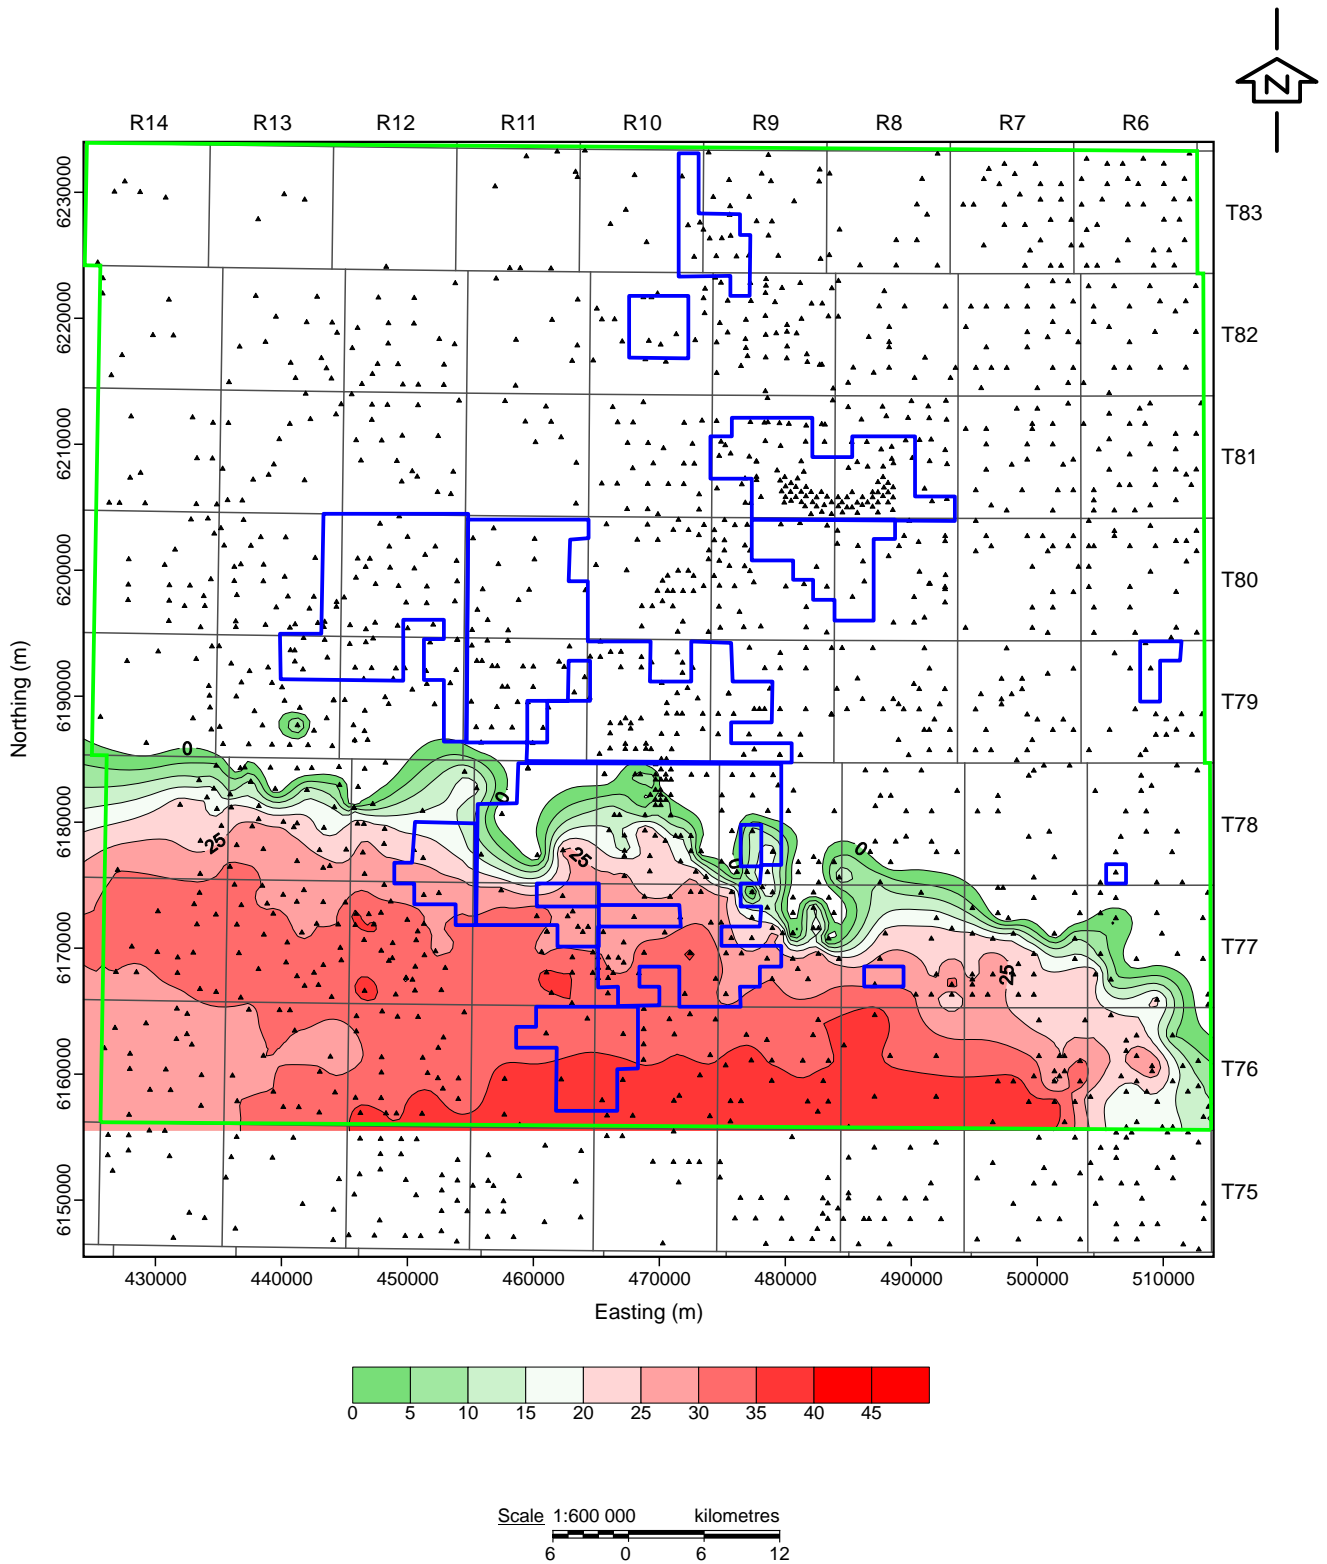 N
R14 R13 R12 R11 R10 R9 R8 R7 R6
6230000
T83
6220000
T82
6210000
T81
6200000
T80
6190000
T79
Northing (m)
0
0
6180000
T78
25
25
0
0
6170000
T77
25
6160000
T76
6150000
T75
430000 440000 450000 460000 470000 480000 490000 500000 510000
Easting (m)
0 5 10 15 20 25 30 35 40 45
Scale 1:600 000 kilometres
6 0 6 12